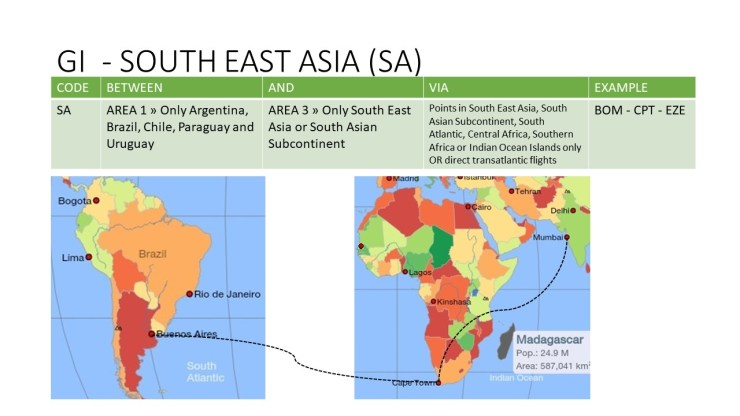 GI - SOUTH EAST ASIA (SA)
CODE BETWEEN AND VIA EXAMPLE
SA
AREA 1 » Only Argentina,
Brazil, Chile, Paraguay and
Uruguay
AREA 3 » Only South East
Asia or South Asian
Subcontinent
Points in South East Asia, South
Asian Subcontinent, South
Atlantic, Central Africa, Southern
Africa or Indian Ocean Islands only
OR direct transatlantic flights
BOM - CPT - EZE
Bogota
Lima
Brazil
Rio de Janeiro
Buenos Aires
South
Atlantic
Madrid
Istanbul
Tehran
Cairo
Delhi
Mumbai
Lagos
Kinshasa
Madagascar
Pop.: 24.9 M
Area: 587,041 km²
Indian Ocean
Cape Town